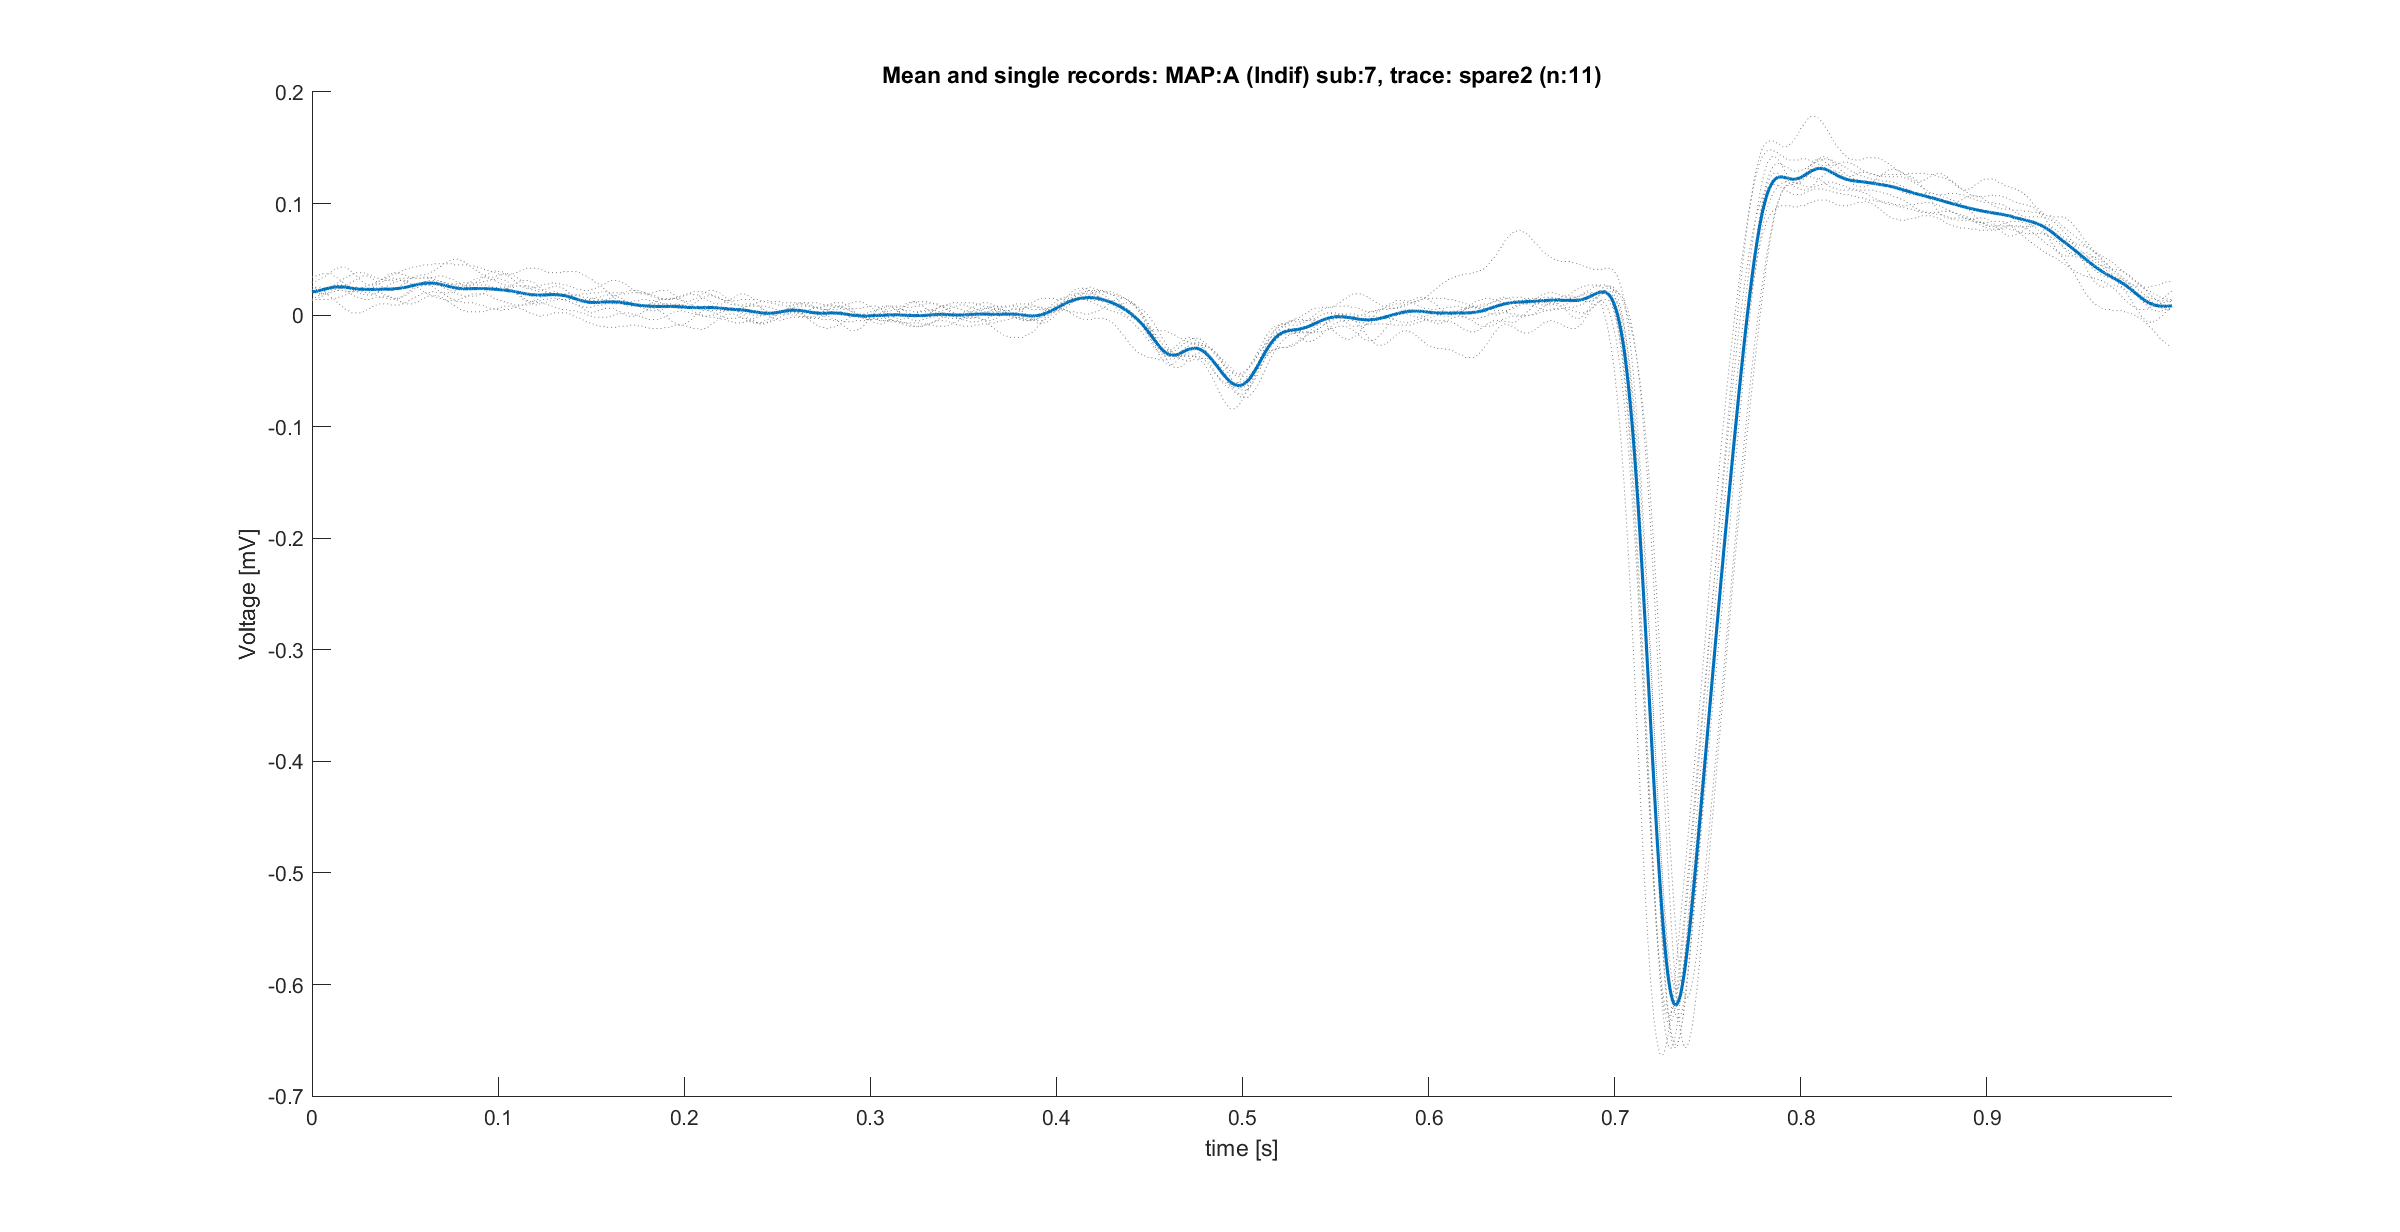 Mean and single records: MAP:A (Indif) sub:7, trace: spare2 (n:11)
0.2
0.1
0
-0.1
-0.2
-0.3
-0.4
-0.5
-0.6
-0.7
Voltage [mV]
0 0.1 0.2 0.3 0.4 0.5 0.6 0.7 0.8 0.9
time [s]